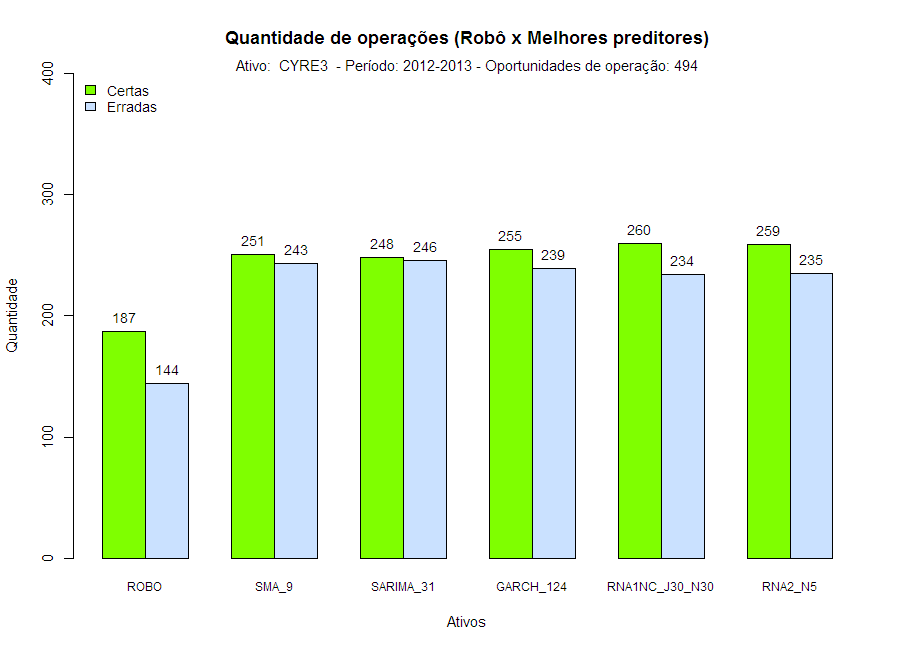 Quantidade de operações (Robô x Melhores preditores)
Ativo:  CYRE3  - Período: 2012-2013 - Oportunidades de operação: 494
Certas
Erradas
Quantidade
400
300
200
100
0
187
144
251
243
248
246
255
239
260
234
259
235
ROBO
SMA_9
SARIMA_31
GARCH_124
RNA1NC_J30_N30
RNA2_N5
Ativos